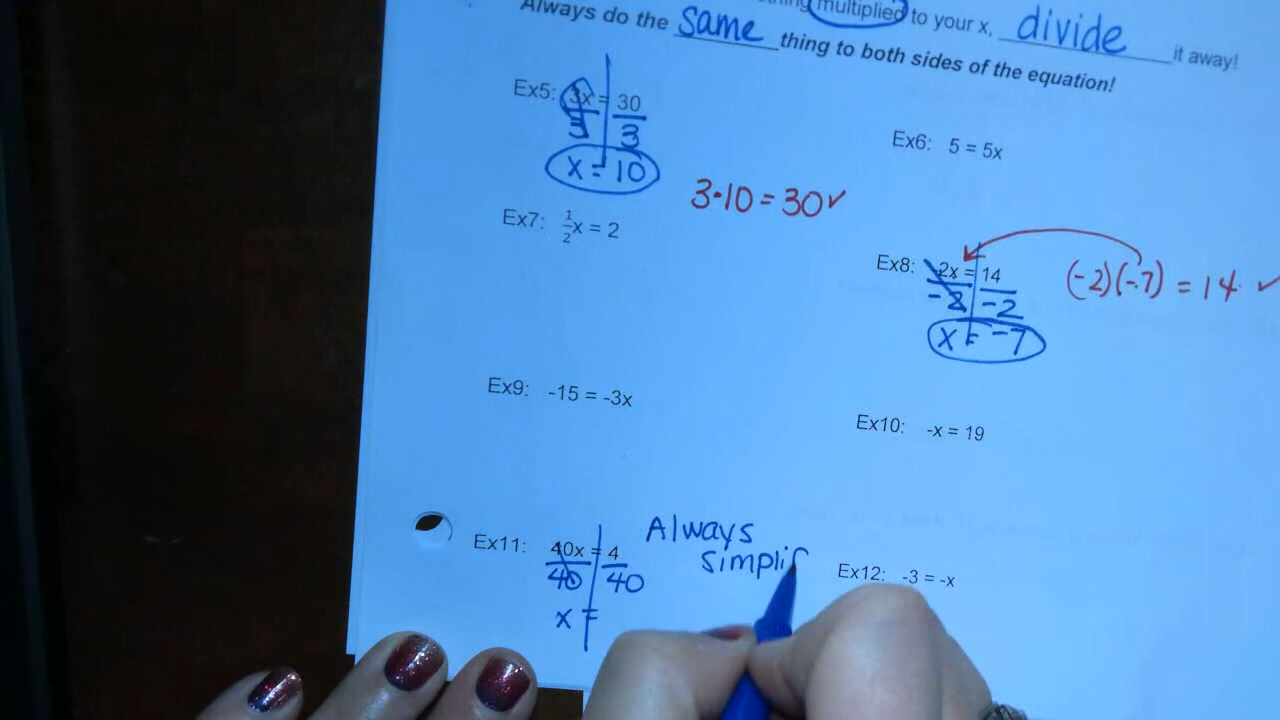 multiplied to your x, divide it away!
Always do the same thing to both sides of the equation!
Ex5: 3x = 30
3 3
x = 10
3·10 = 30 ✓
Ex6: 5 = 5x
Ex7: 1/2x = 2
Ex8: -2x = 14
-2 -2
x = -7
(-2)(-7) = 14 ✓
Ex9: -15 = -3x
Ex10: -x = 19
Ex11: 40x = 4
40 40
x =
Always
simplif
Ex12: -3 = -x